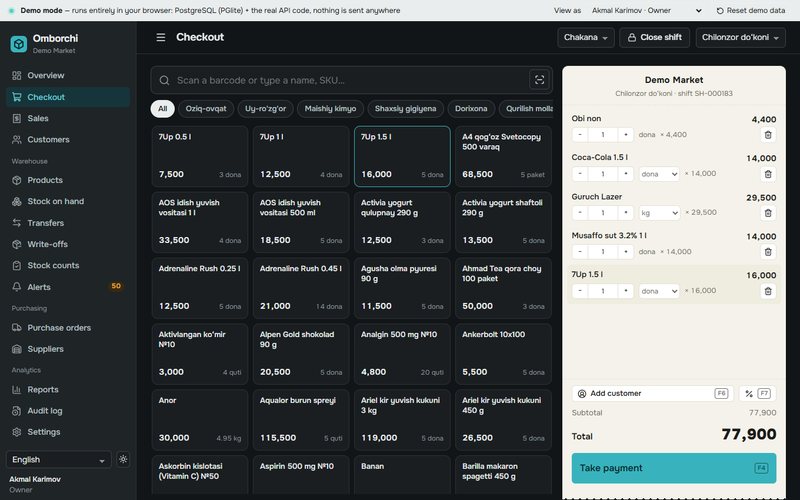 Demo mode – runs entirely in your browser: PostgreSQL (PGlite) + the real API code, nothing is sent anywhere
View as
Akmal Karimov · Owner
Reset demo data
Omborchi
Demo Market
Overview
Checkout
Sales
Customers
Warehouse
Products
Stock on hand
Transfers
Write-offs
Stock counts
Alerts 50
Purchasing
Purchase orders
Suppliers
Analytics
Reports
Audit log
Settings
English
Akmal Karimov
Owner
Checkout
Chakana
Close shift
Chilonzor do'koni
Scan a barcode or type a name, SKU...
All
Oziq-ovqat
Uy-ro'zg'or
Maishiy kimyo
Shaxsiy gigiyena
Dorixona
Qurilish molla
7Up 0.5 l
7,500 3 dona
7Up 1 l
12,500 4 dona
7Up 1.5 l
16,000 5 dona
A4 qog'oz Svetocopy
500 varaq
68,500 5 paket
AOS idish yuvish
vositasi 1 l
33,500 4 dona
AOS idish yuvish
vositasi 500 ml
18,500 5 dona
Activia yogurt
qulupnay 290 g
12,500 3 dona
Activia yogurt shaftoli
290 g
13,500 5 dona
Adrenaline Rush 0.25 l
12,500 5 dona
Adrenaline Rush 0.45 l
21,000 14 dona
Agusha olma pyuresi
90 g
11,500 5 dona
Ahmad Tea qora choy
100 paket
50,000 3 dona
Aktivlangan ko'mir
№10
3,000 4 quti
Alpen Gold shokolad
90 g
20,500 5 dona
Analgin 500 mg №10
4,800 20 quti
Ankerbolt 10x100
5,500 5 dona
Anor
30,000 4.95 kg
Aqualor burun spreyi
115,500 5 quti
Ariel kir yuvish kukuni
3 kg
119,000 5 dona
Ariel kir yuvish kukuni
450 g
26,500 5 dona
Askorbin kislotasi
(Vitamin C) №50
Aspirin 500 mg №10
Banan
Barilla makaron
spagetti 450 g
Demo Market
Chilonzor do'koni · shift SH-000183
Obi non 4,400
- 1 + dona × 4,400
Coca-Cola 1.5 l 14,000
- 1 + dona × 14,000
Guruch Lazer 29,500
- 1 + kg × 29,500
Musaffo sut 3.2% 1 l 14,000
- 1 + dona × 14,000
7Up 1.5 l 16,000
- 1 + dona × 16,000
Add customer F6
% F7
Subtotal 77,900
Total 77,900
Take payment F4